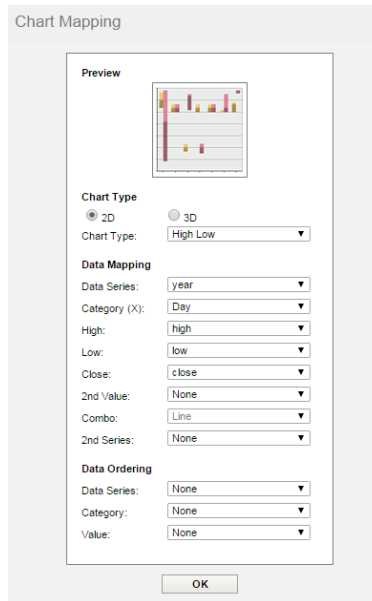 Chart Mapping
Preview
Chart Type
2D 3D
Chart Type: High Low
Data Mapping
Data Series: year
Category (X): Day
High: high
Low: low
Close: close
2nd Value: None
Combo: Line
2nd Series: None
Data Ordering
Data Series: None
Category: None
Value: None
OK